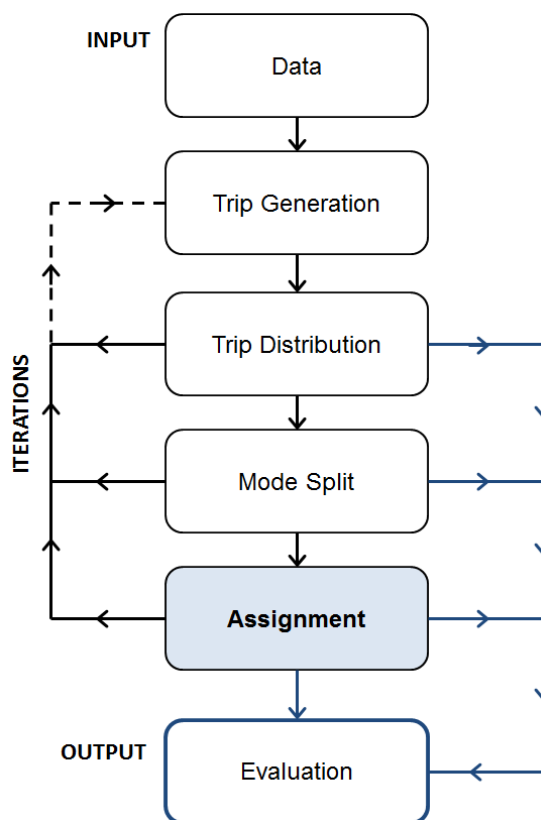 INPUT
Data
Trip Generation
Trip Distribution
ITERATIONS
Mode Split
Assignment
OUTPUT
Evaluation